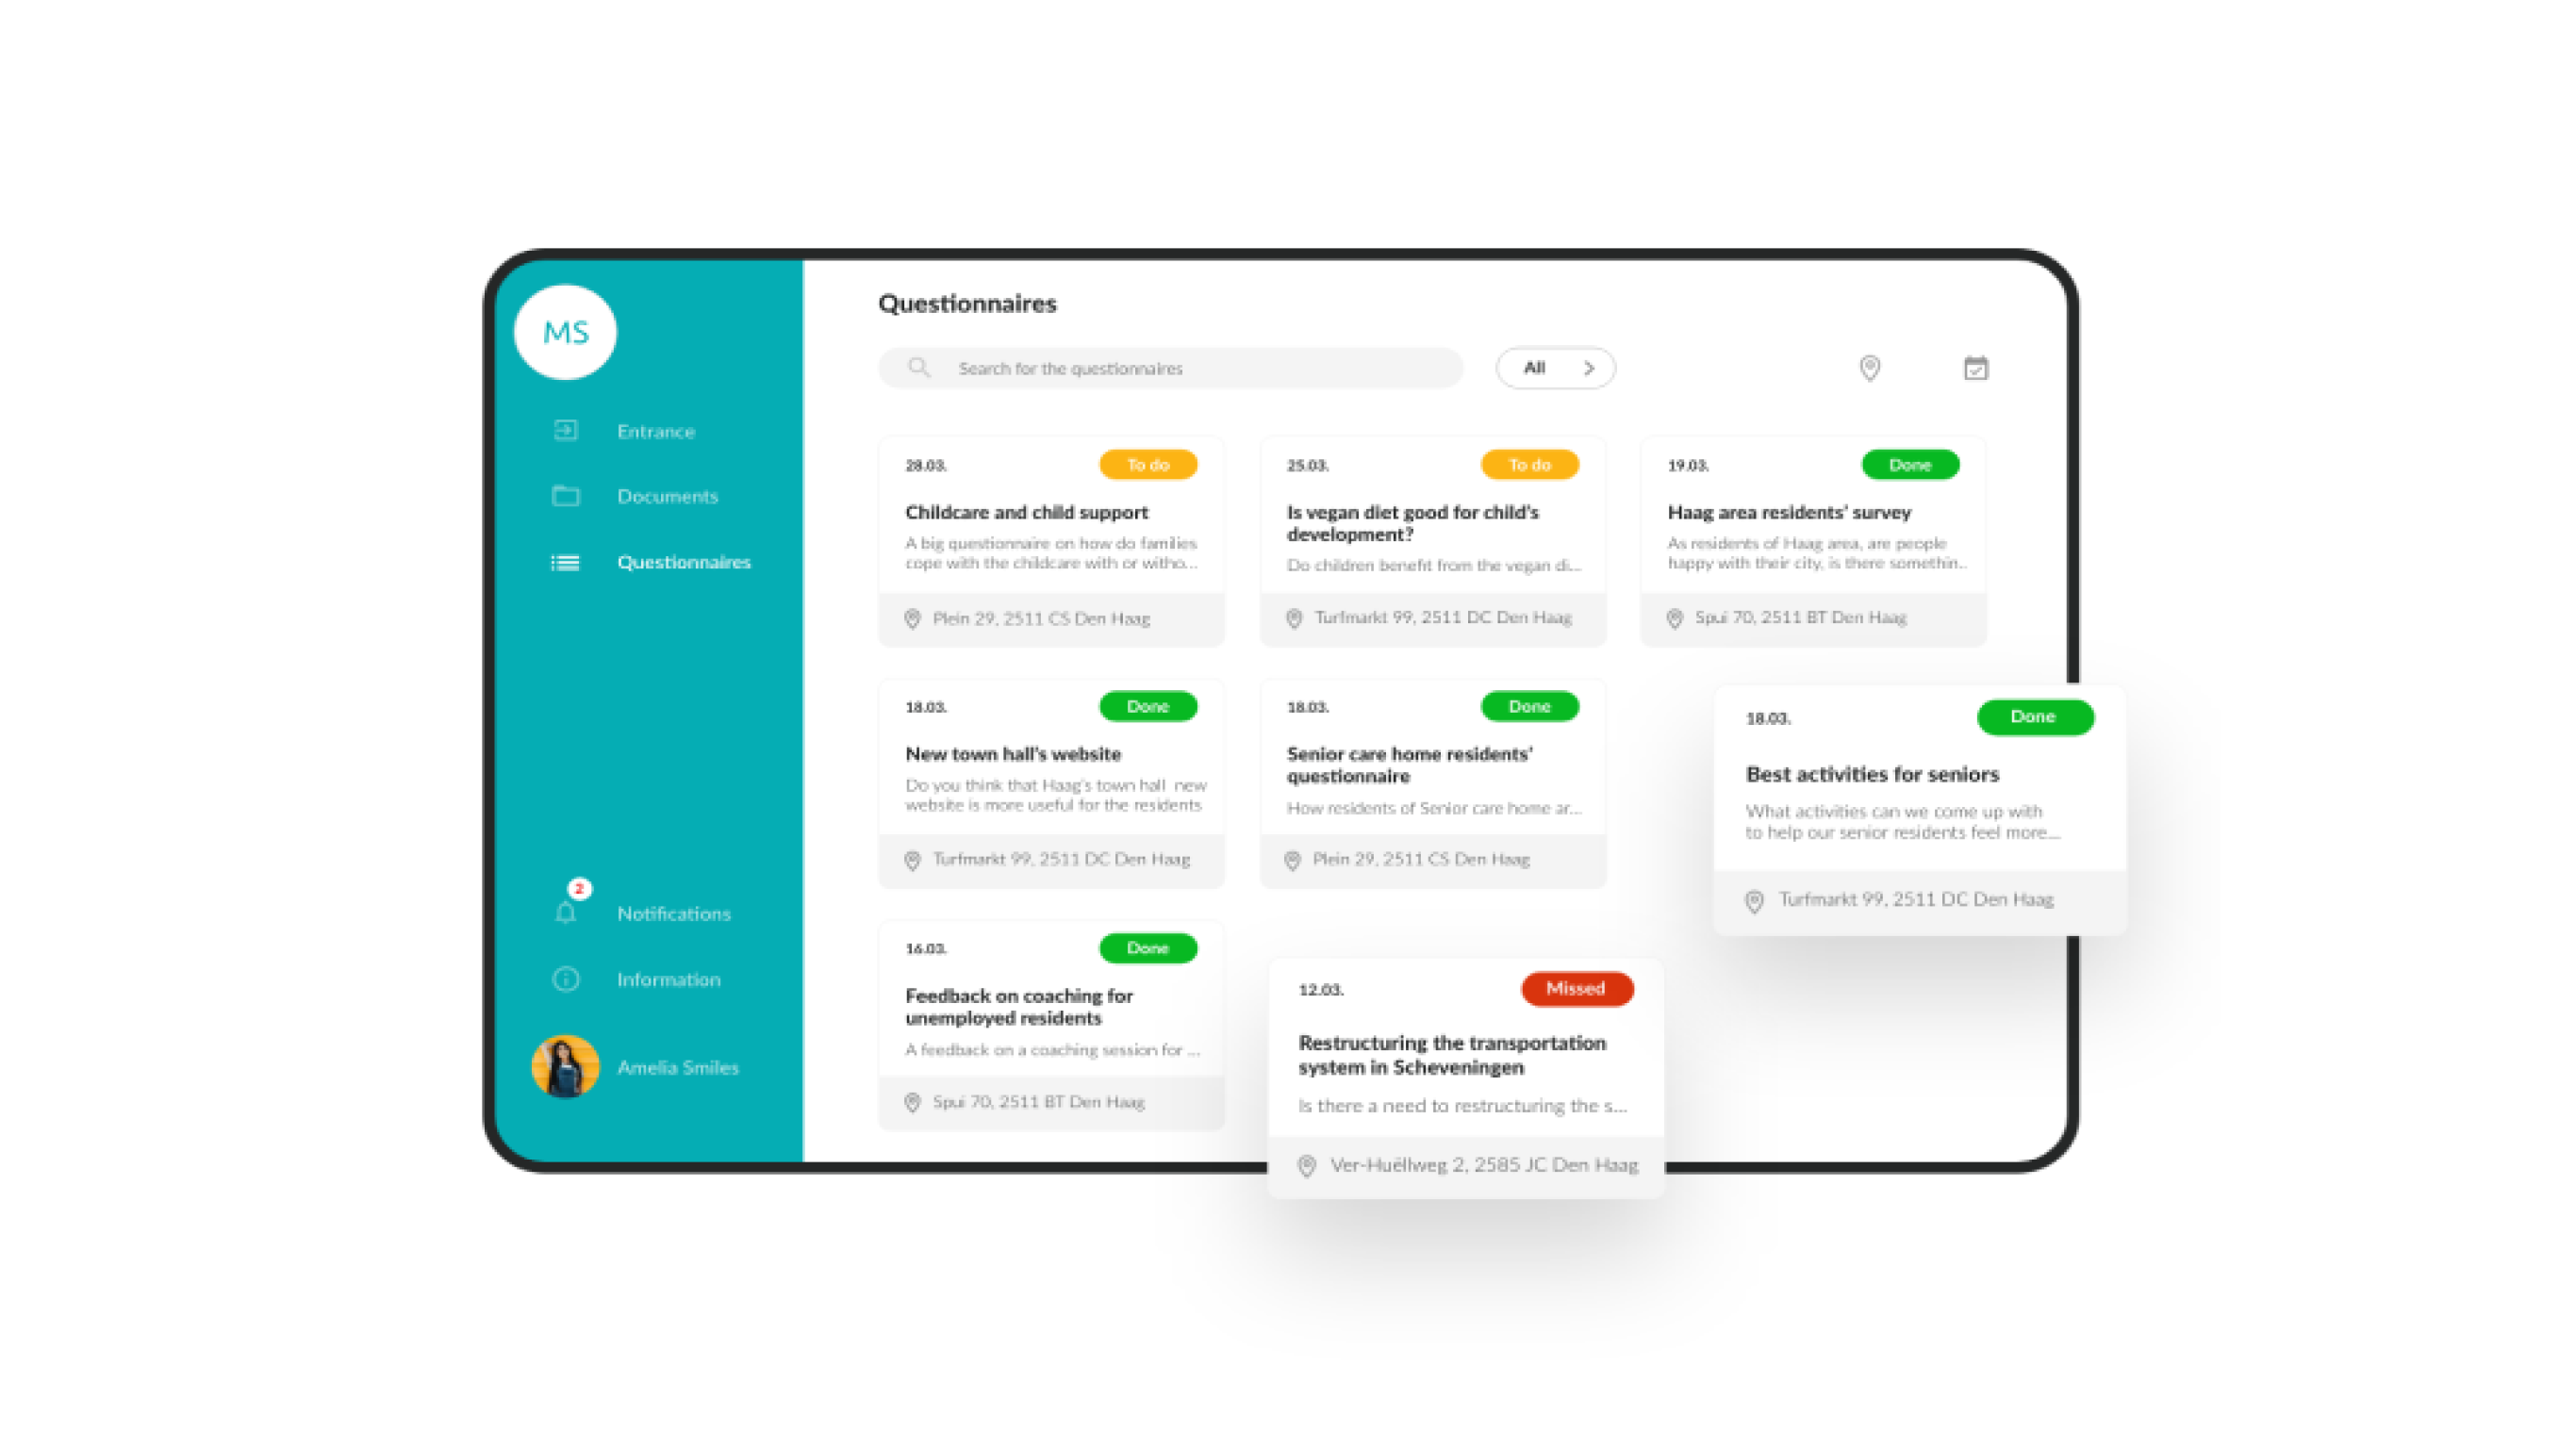 MS
Entrance
Documents
Questionnaires
2
Notifications
Information
Amelia Smiles
Questionnaires
Search for the questionnaires
All
28.03.
To do
Childcare and child support
A big questionnaire on how do families
cope with the childcare with or witho...
Plein 29, 2511 CS Den Haag
25.03.
To do
Is vegan diet good for child's
development?
Do children benefit from the vegan di...
Turfmarkt 99, 2511 DC Den Haag
19.03.
Done
Haag area residents' survey
As residents of Haag area, are people
happy with their city, is there somethin..
Spui 70, 2511 BT Den Haag
18.03.
Done
New town hall's website
Do you think that Haag's town hall new
website is more useful for the residents
Turfmarkt 99, 2511 DC Den Haag
18.03.
Done
Senior care home residents'
questionnaire
How residents of Senior care home ar...
Plein 29, 2511 CS Den Haag
18.03.
Done
Best activities for seniors
What activities can we come up with
to help our senior residents feel more...
Turfmarkt 99, 2511 DC Den Haag
16.03.
Done
Feedback on coaching for
unemployed residents
A feedback on a coaching session for ...
Spui 70, 2511 BT Den Haag
12.03.
Missed
Restructuring the transportation
system in Scheveningen
Is there a need to restructuring the s...
Ver-Huëllweg 2, 2585 JC Den Haag